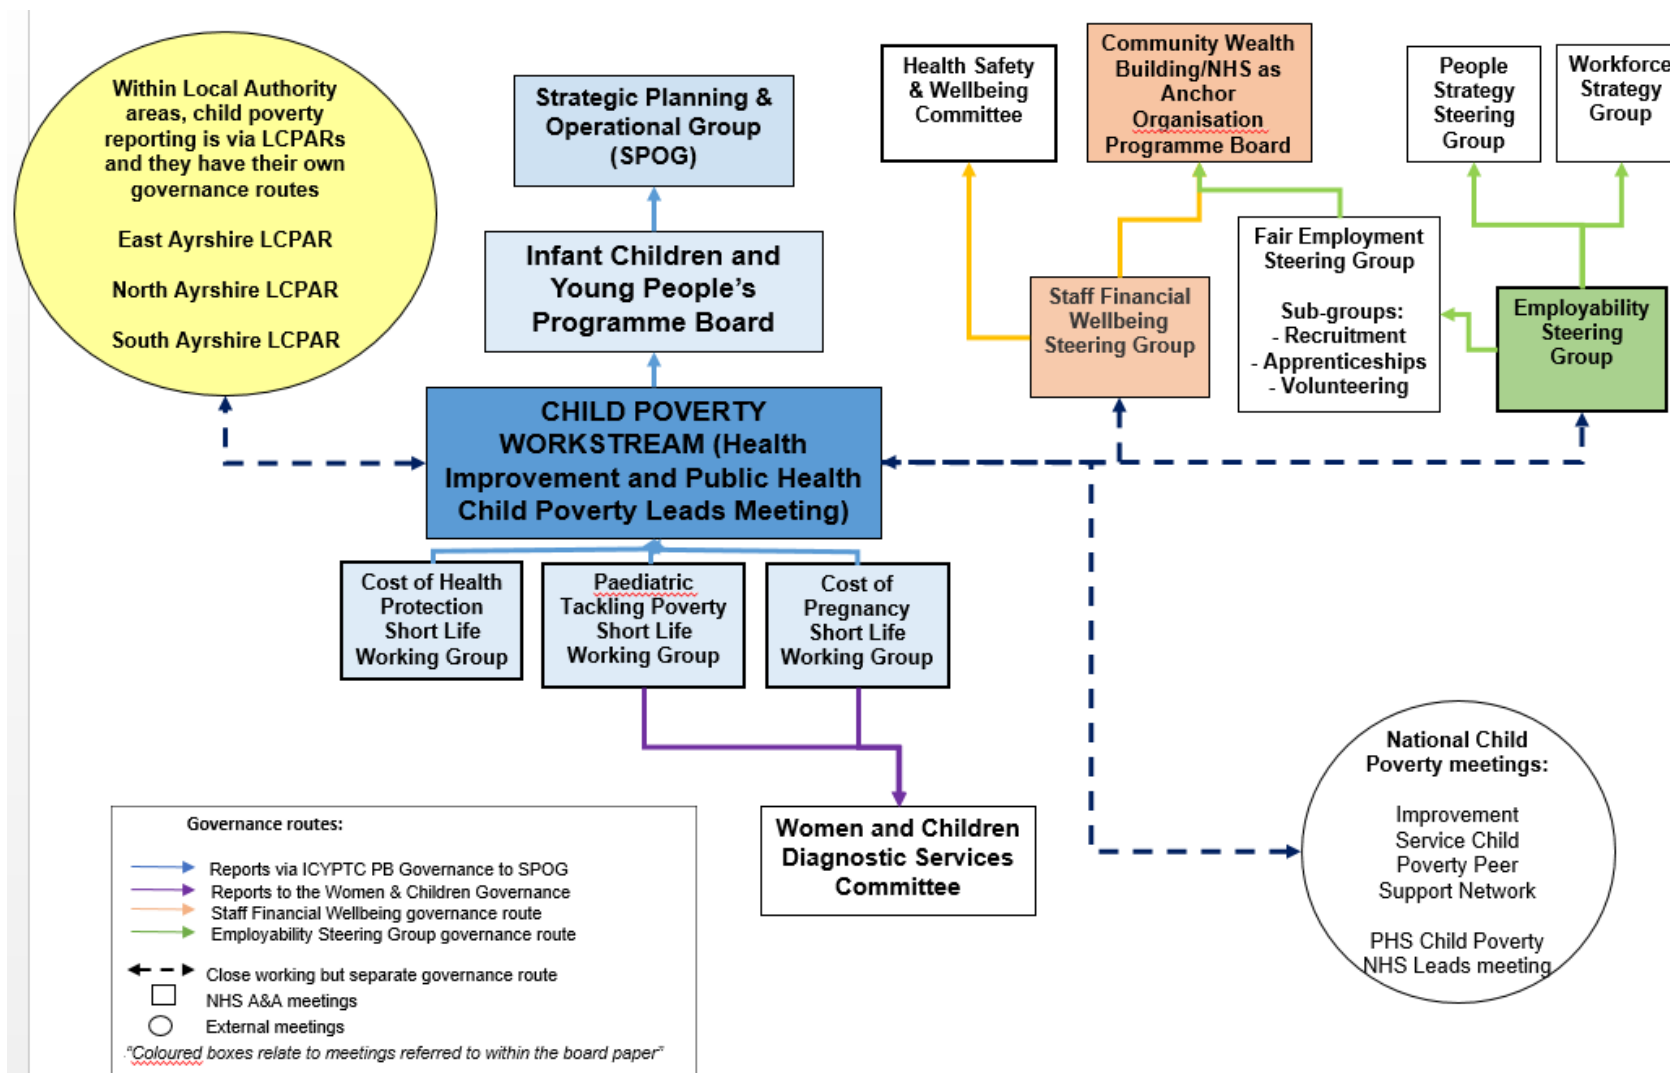 Within Local Authority
areas, child poverty
reporting is via LCPARs
and they have their own
governance routes
East Ayrshire LCPAR
North Ayrshire LCPAR
South Ayrshire LCPAR
Strategic Planning &
Operational Group
(SPOG)
Infant Children and
Young People's
Programme Board
CHILD POVERTY
WORKSTREAM (Health
Improvement and Public Health
Child Poverty Leads Meeting)
Cost of Health
Protection
Short Life
Working Group
Paediatric
Tackling Poverty
Short Life
Working Group
Cost of
Pregnancy
Short Life
Working Group
Women and Children
Diagnostic Services
Committee
Health Safety
& Wellbeing
Committee
Community Wealth
Building/NHS as
Anchor
Organisation
Programme Board
People
Strategy
Steering
Group
Workforce
Strategy
Group
Staff Financial
Wellbeing
Steering Group
Fair Employment
Steering Group
Sub-groups:
- Recruitment
- Apprenticeships
- Volunteering
Employability
Steering
Group
National Child
Poverty meetings:
Improvement
Service Child
Poverty Peer
Support Network
PHS Child Poverty
NHS Leads meeting
Governance routes:
Reports via ICYPTC PB Governance to SPOG
Reports to the Women & Children Governance
Staff Financial Wellbeing governance route
Employability Steering Group governance route
Close working but separate governance route
NHS A&A meetings
External meetings
"Coloured boxes relate to meetings referred to within the board paper"